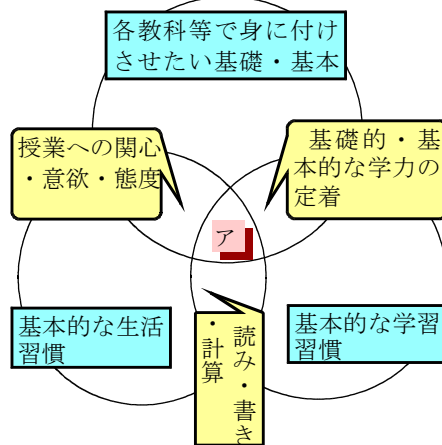 各教科等で身に付け
させたい基礎・基本
授業への関心
・意欲・態度
基礎的・基
本的な学力の
定着
ア
基本的な生活
習慣
読み・書き
・計算
基本的な学習
習慣